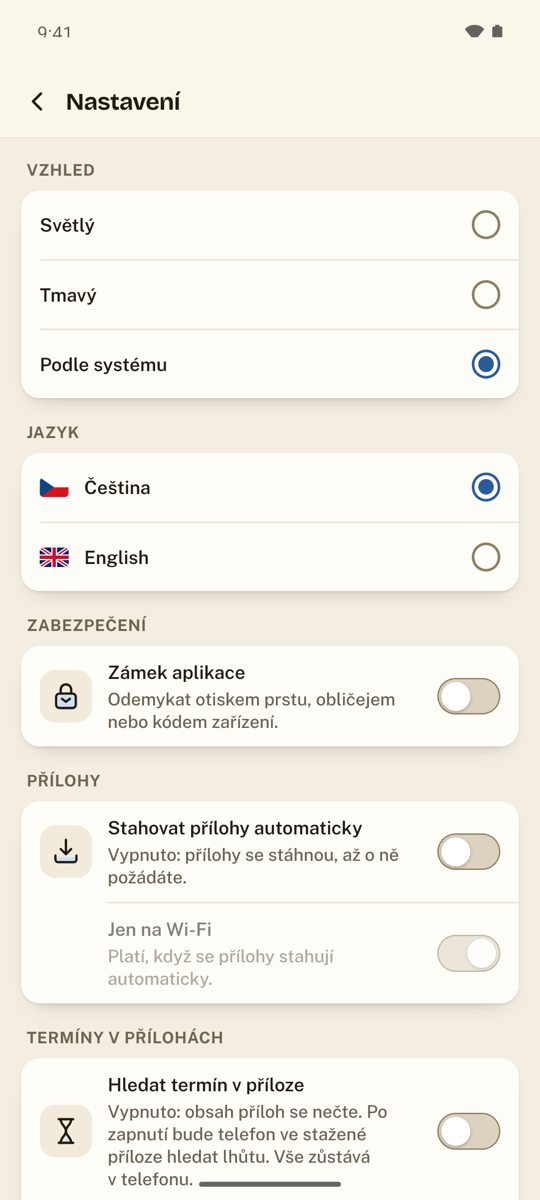 9:41
Nastavení
VZHLED
Světlý
Tmavý
Podle systému
JAZYK
Čeština
English
ZABEZPEČENÍ
Zámek aplikace
Odemykat otiskem prstu, obličejem
nebo kódem zařízení.
PŘÍLOHY
Stahovat přílohy automaticky
Vypnuto: přílohy se stáhnou, až o ně
požádáte.
Jen na Wi-Fi
Platí, když se přílohy stahují
automaticky.
TERMÍNY V PŘÍLOHÁCH
Hledat termín v příloze
Vypnuto: obsah příloh se nečte. Po
zapnutí bude telefon ve stažené
příloze hledat lhůtu. Vše zůstává
v telefonu.